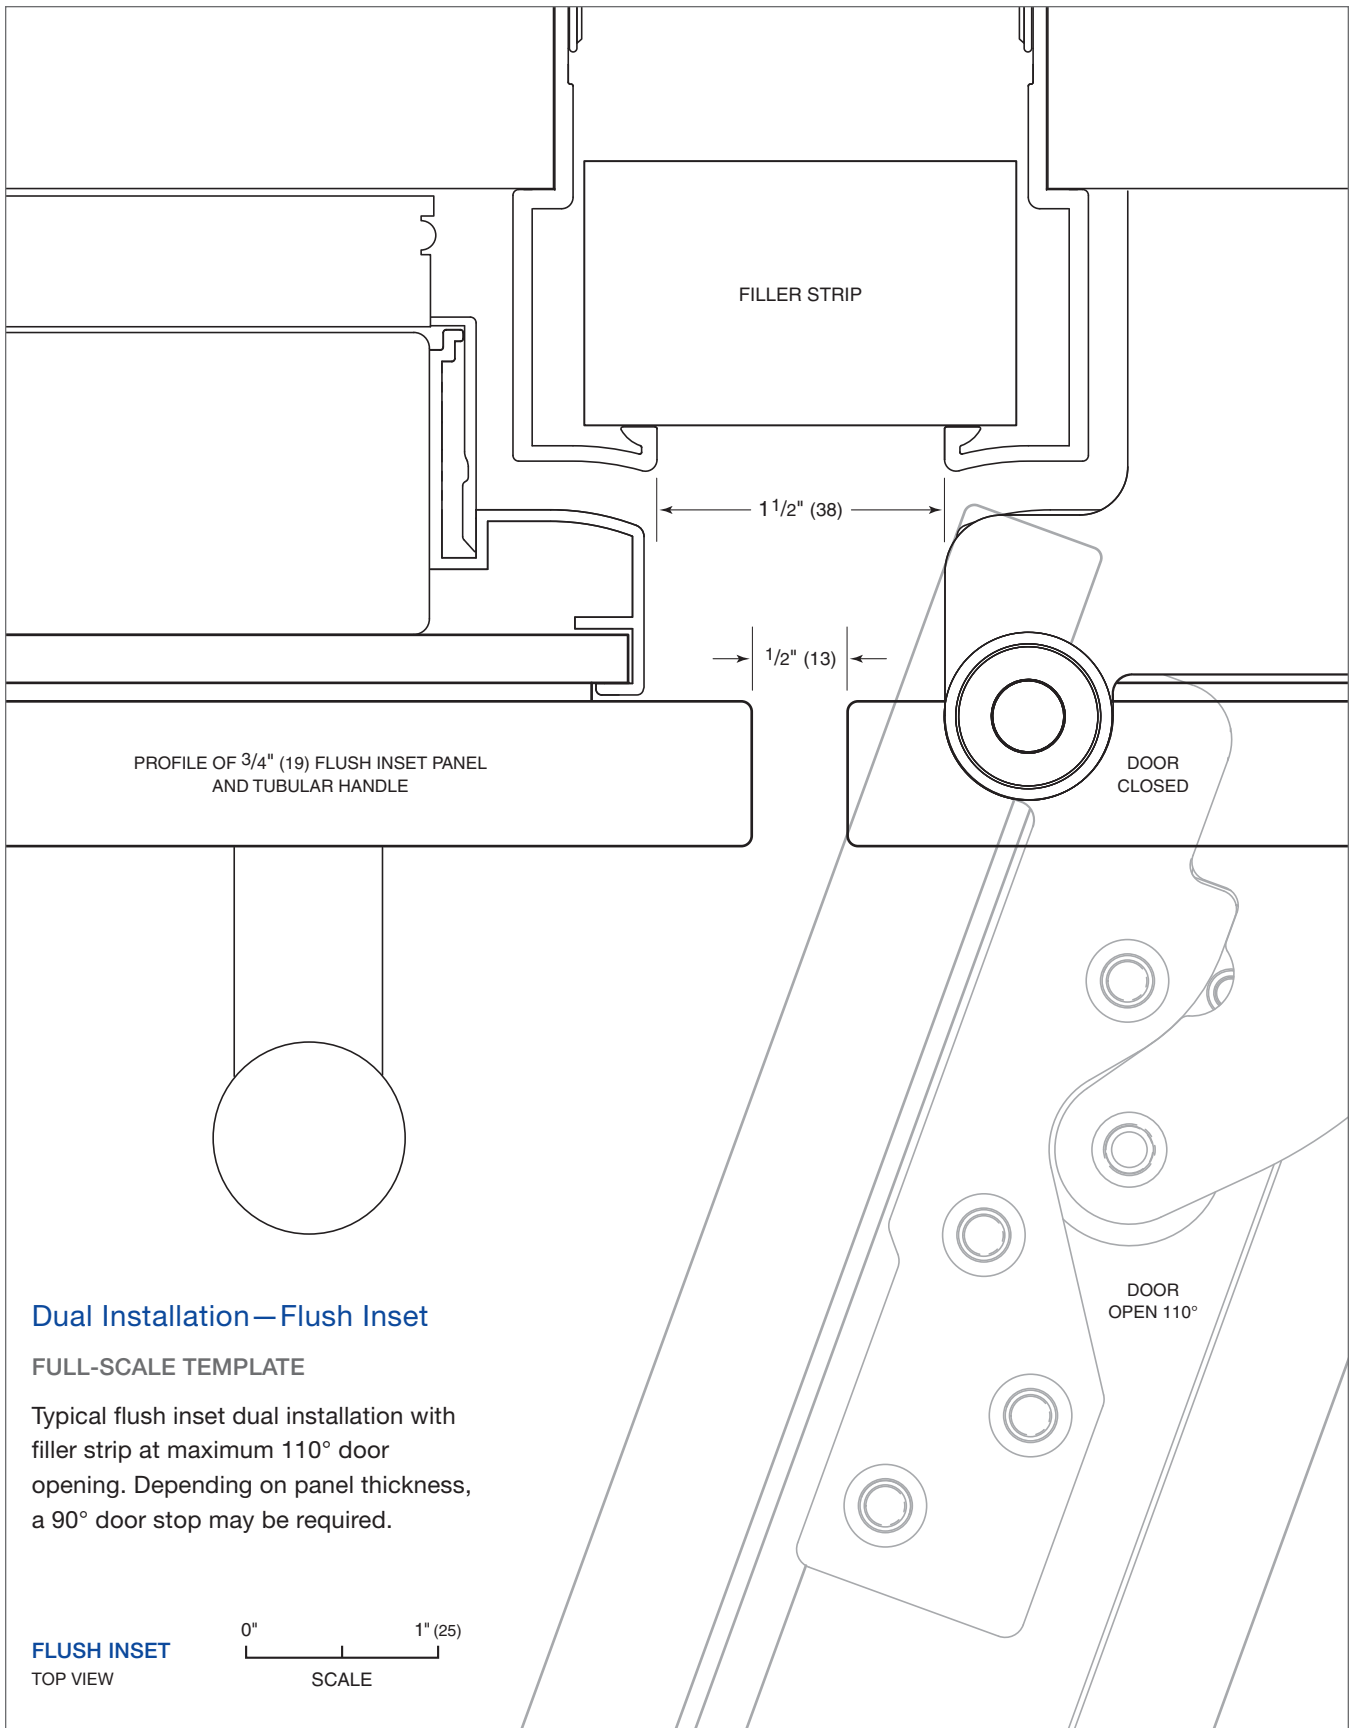 FILLER STRIP
1 1/2" (38)
1/2" (13)
PROFILE OF 3/4" (19) FLUSH INSET PANEL
AND TUBULAR HANDLE
DOOR
CLOSED
DOOR
OPEN 110°
Dual Installation—Flush Inset
FULL-SCALE TEMPLATE
Typical flush inset dual installation with
filler strip at maximum 110° door
opening. Depending on panel thickness,
a 90° door stop may be required.
FLUSH INSET
TOP VIEW
0" 1" (25)
SCALE